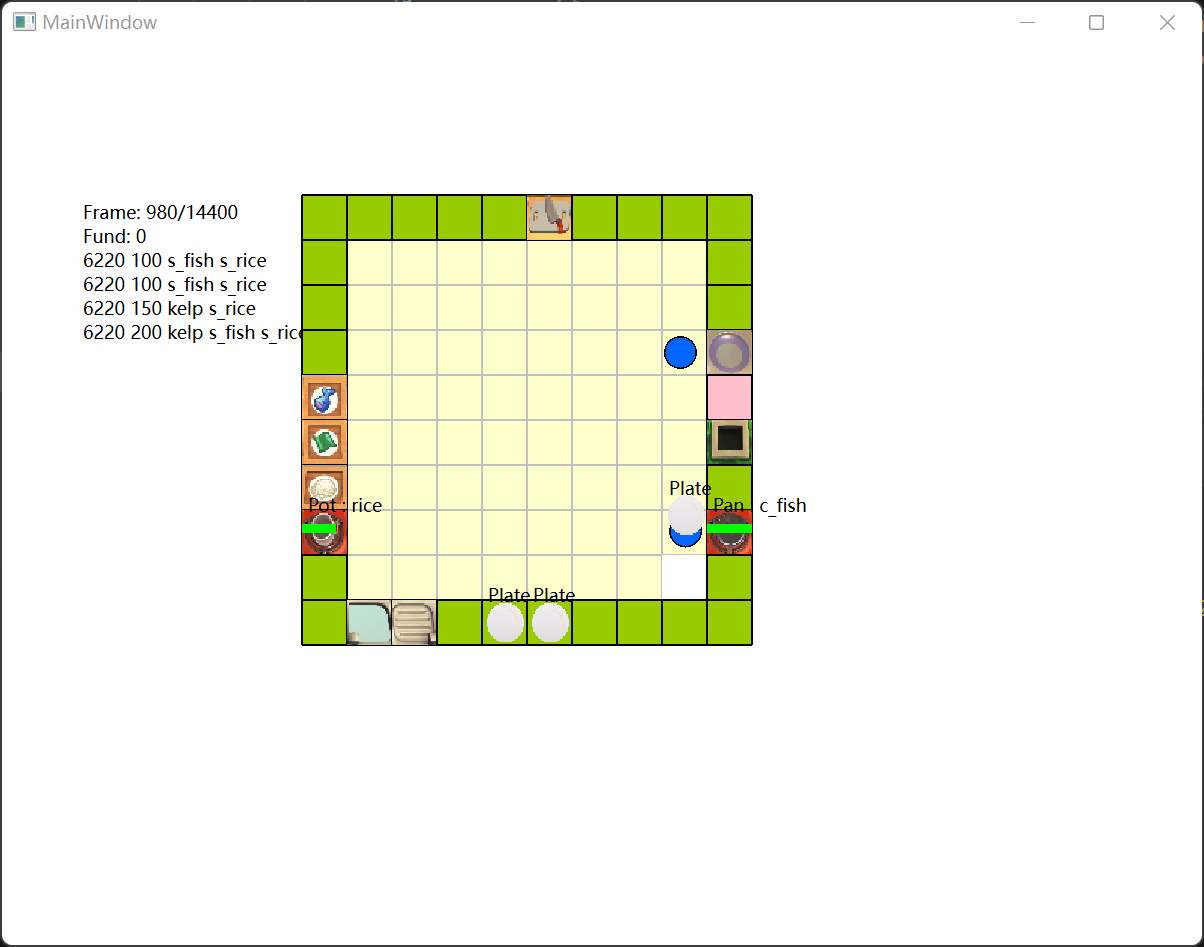 MainWindow
Frame: 980/14400
Fund: 0
6220 100 s_fish s_rice
6220 100 s_fish s_rice
6220 150 kelp s_rice
6220 200 kelp s_fish s_rice
Plate
Pot : rice
Pan : c_fish
Plate Plate